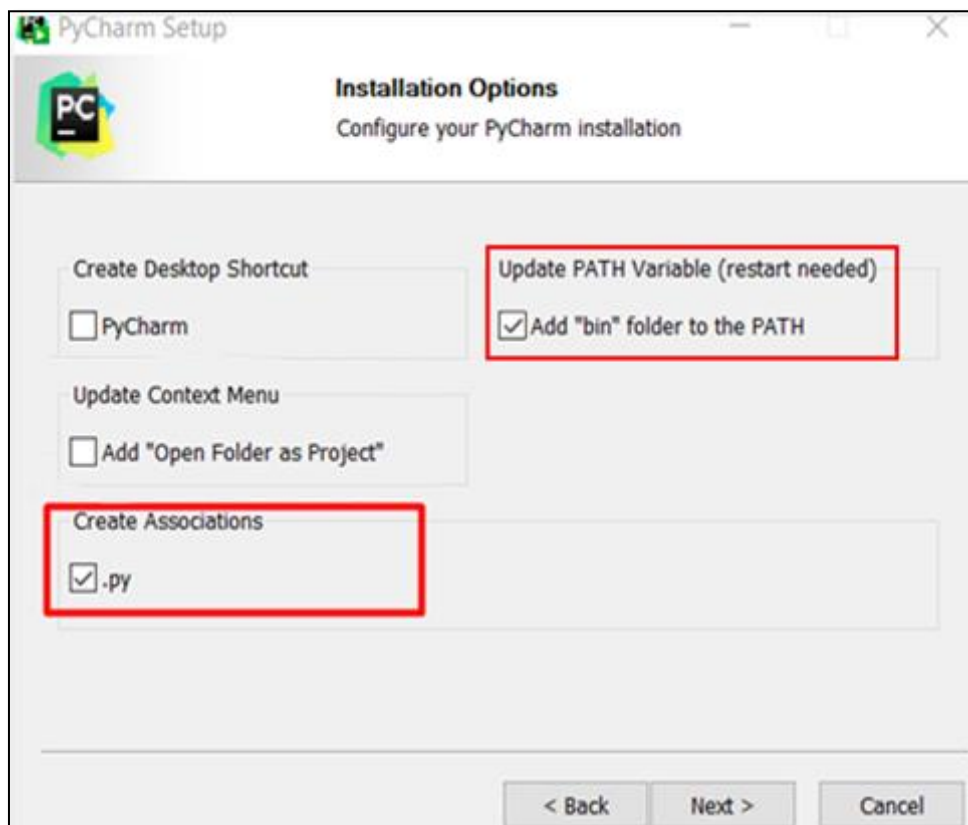 PyCharm Setup
PC
Installation Options
Configure your PyCharm installation
Create Desktop Shortcut
PyCharm
Update PATH Variable (restart needed)
Add "bin" folder to the PATH
Update Context Menu
Add "Open Folder as Project"
Create Associations
.py
< Back
Next >
Cancel